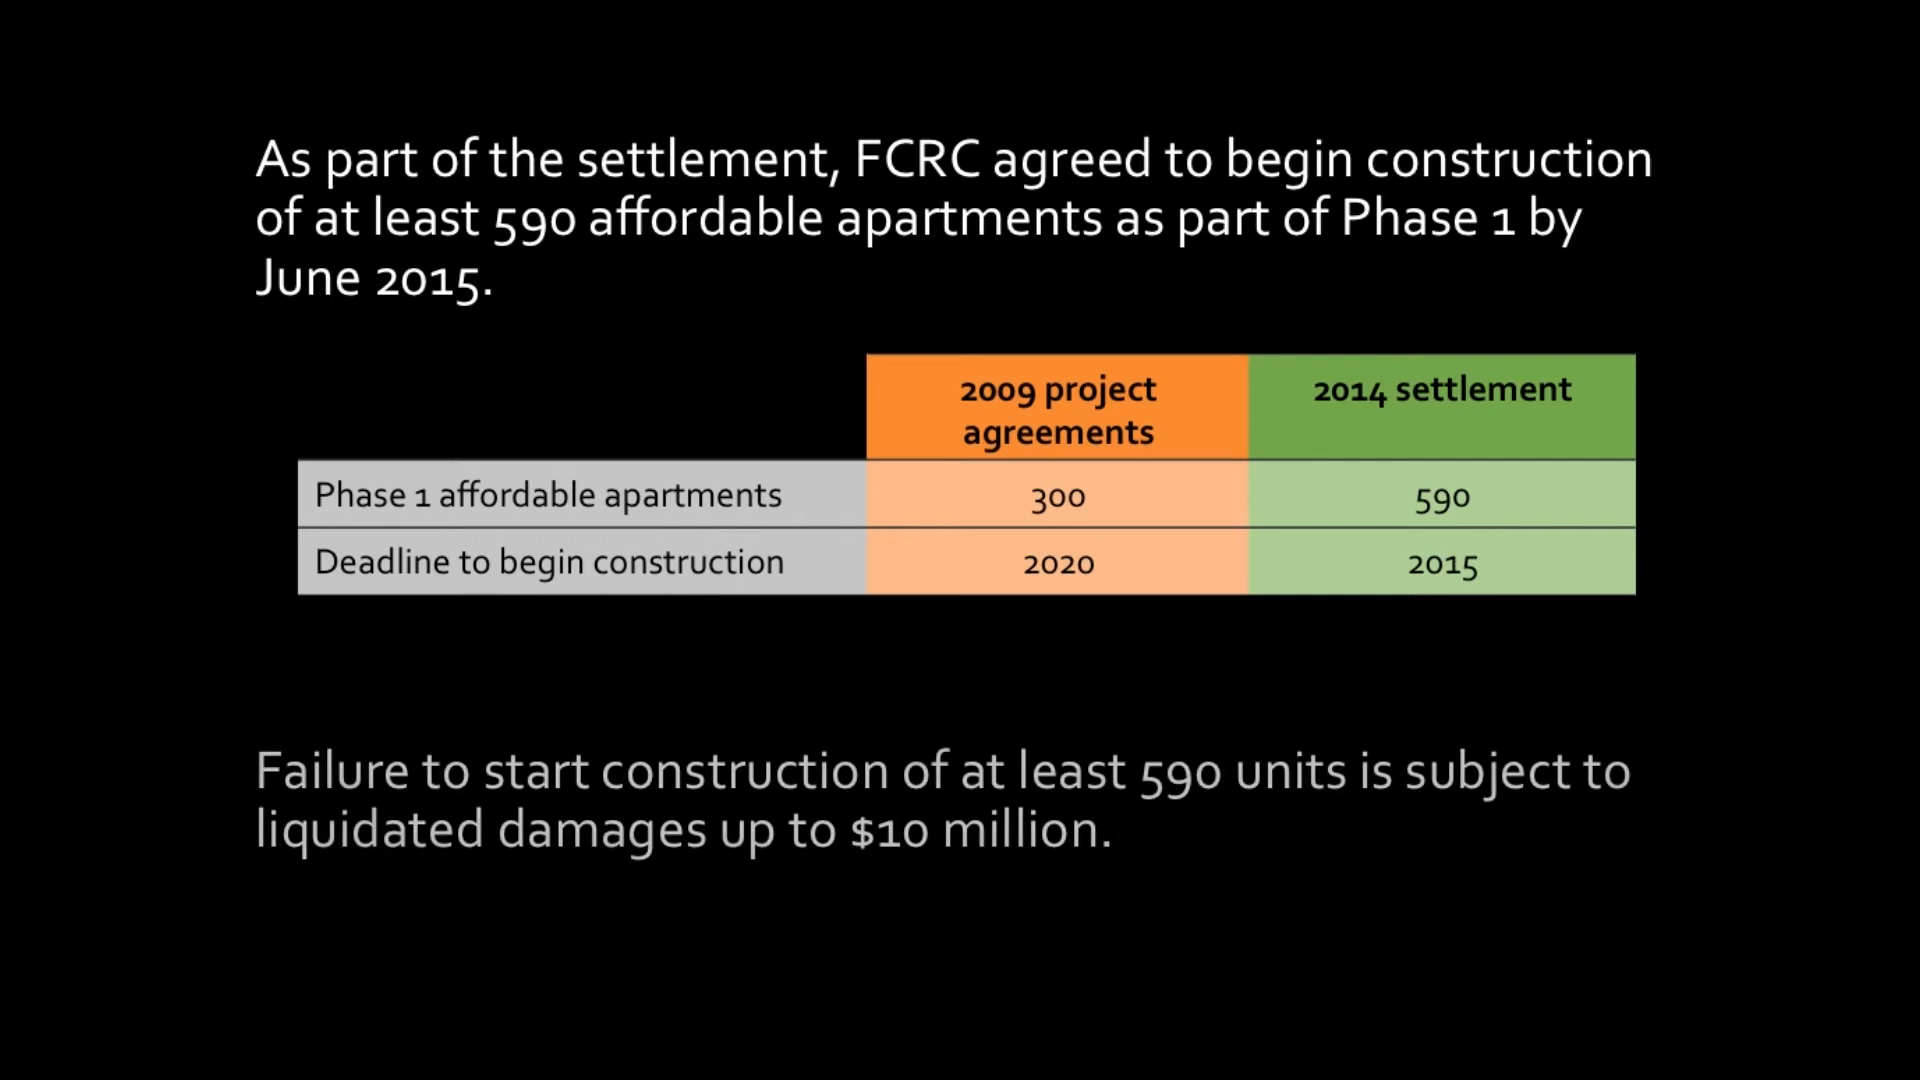 As part of the settlement, FCRC agreed to begin construction
of at least 590 affordable apartments as part of Phase 1 by
June 2015.
2009 project
agreements
2014 settlement
Phase 1 affordable apartments 300 590
Deadline to begin construction 2020 2015
Failure to start construction of at least 590 units is subject to
liquidated damages up to $10 million.